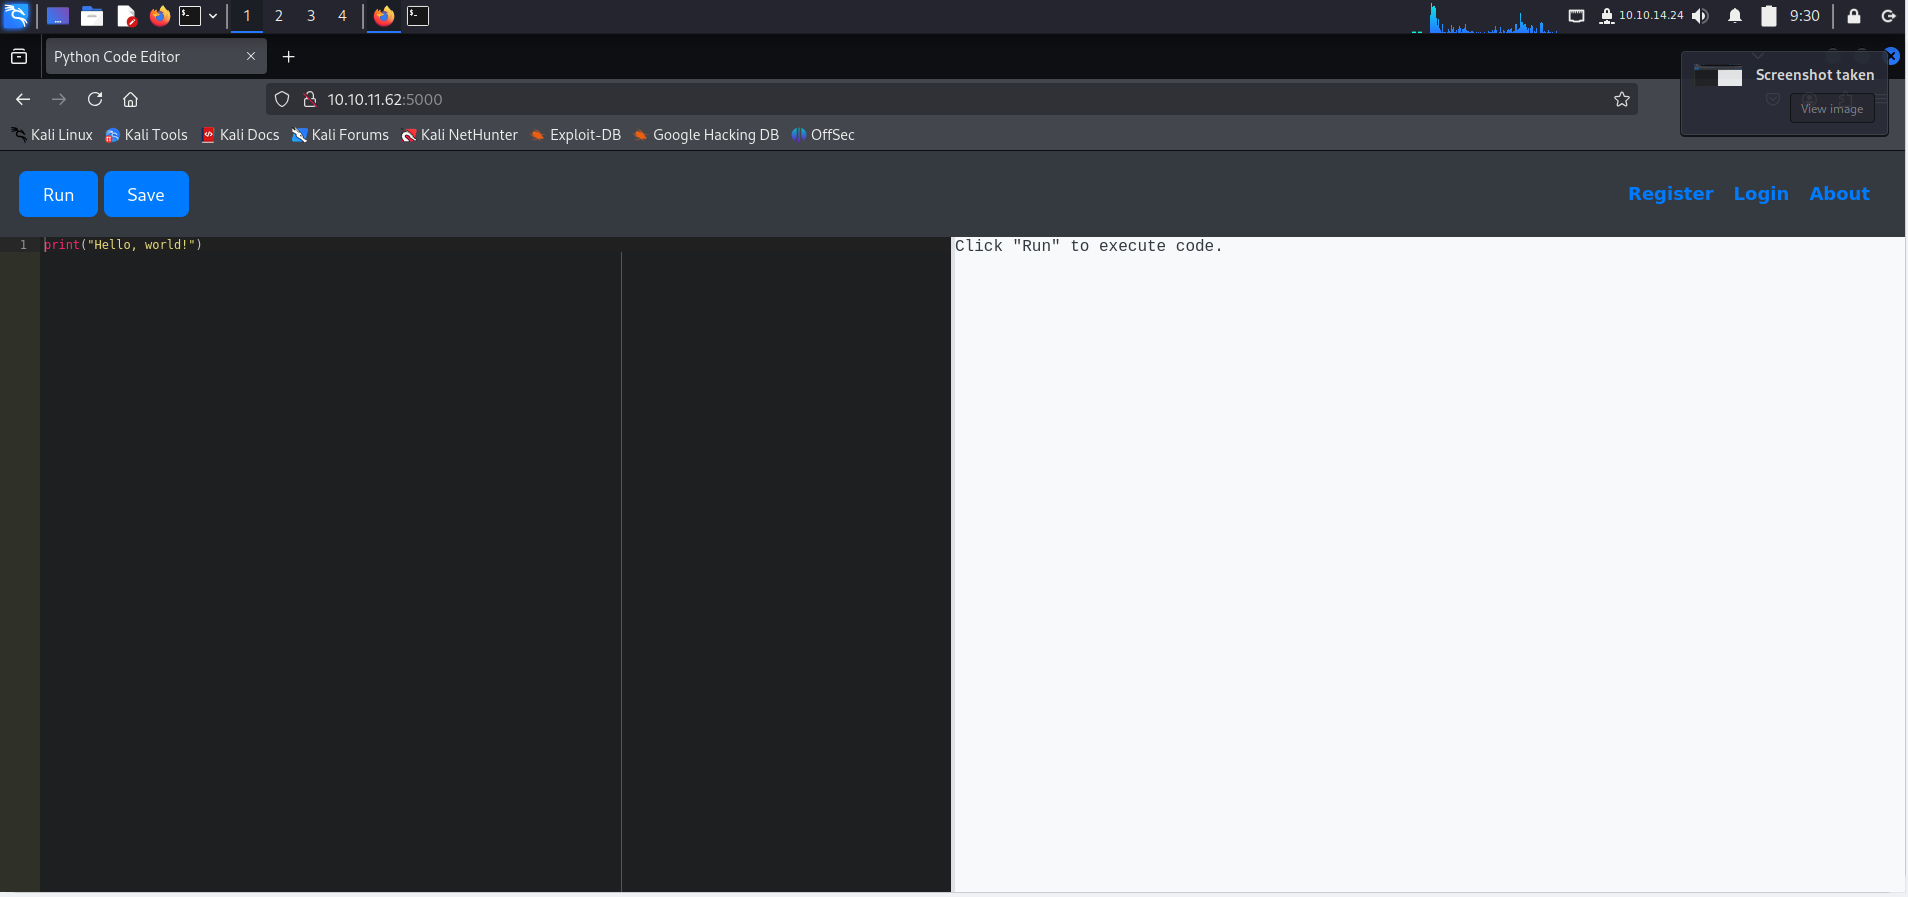 1 2 3 4 10.10.14.24 9:30
Python Code Editor
Screenshot taken
View image
10.10.11.62:5000
Kali Linux Kali Tools Kali Docs Kali Forums Kali NetHunter Exploit-DB Google Hacking DB OffSec
Run Save Register Login About
1 print("Hello, world!")
Click "Run" to execute code.